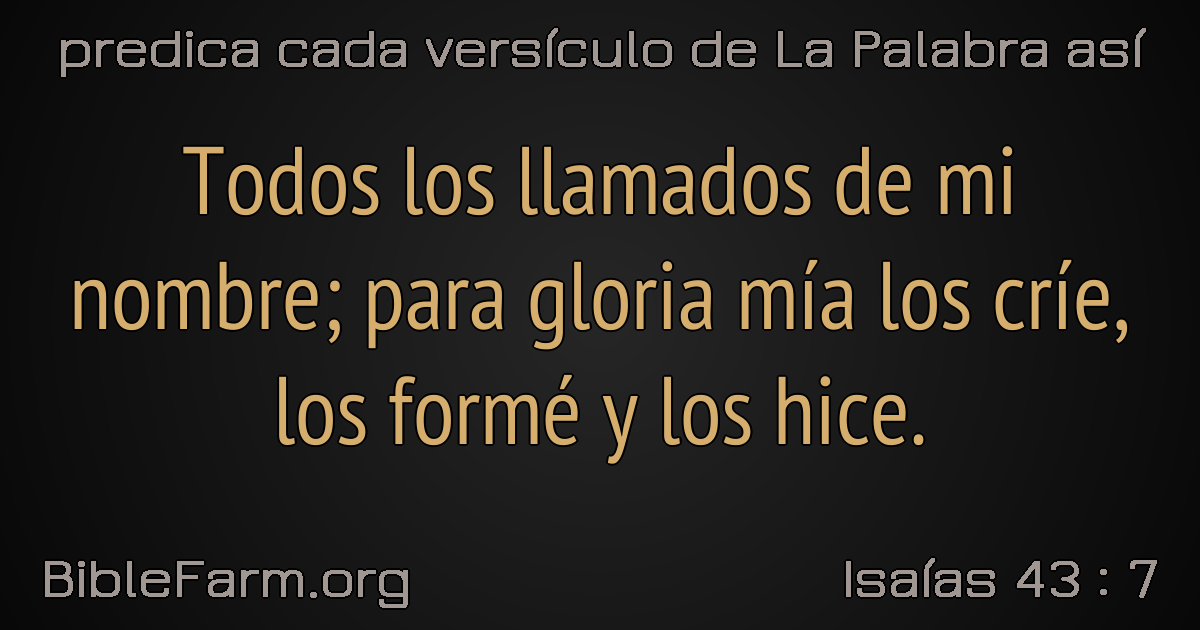 predica cada versículo de La Palabra así
Todos los llamados de mi
nombre; para gloria mía los críe,
los formé y los hice.
BibleFarm.org
Isaías 43 : 7